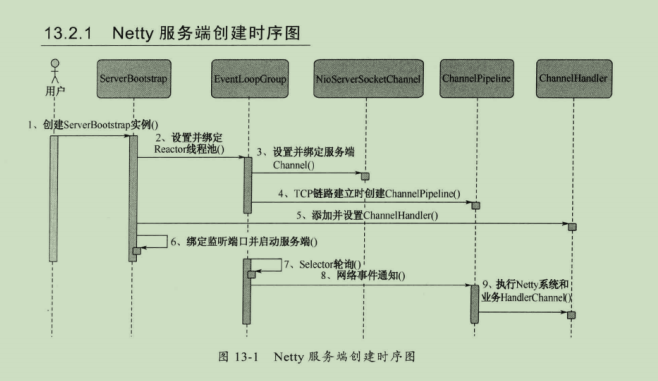 13.2.1 Netty 服务端创建时序图
用户
ServerBootstrap
EventLoopGroup
NioServerSocketChannel
ChannelPipeline
ChannelHandler
1、创建ServerBootstrap实例()
2、设置并绑定
Reactor线程池()
3、设置并绑定服务端
Channel()
4、TCP链路建立时创建ChannelPipeline()
5、添加并设置ChannelHandler()
6、绑定监听端口并启动服务端()
7、Selector轮询()
8、网络事件通知()
9、执行Netty系统和
业务HandlerChannel()
图 13-1 Netty 服务端创建时序图